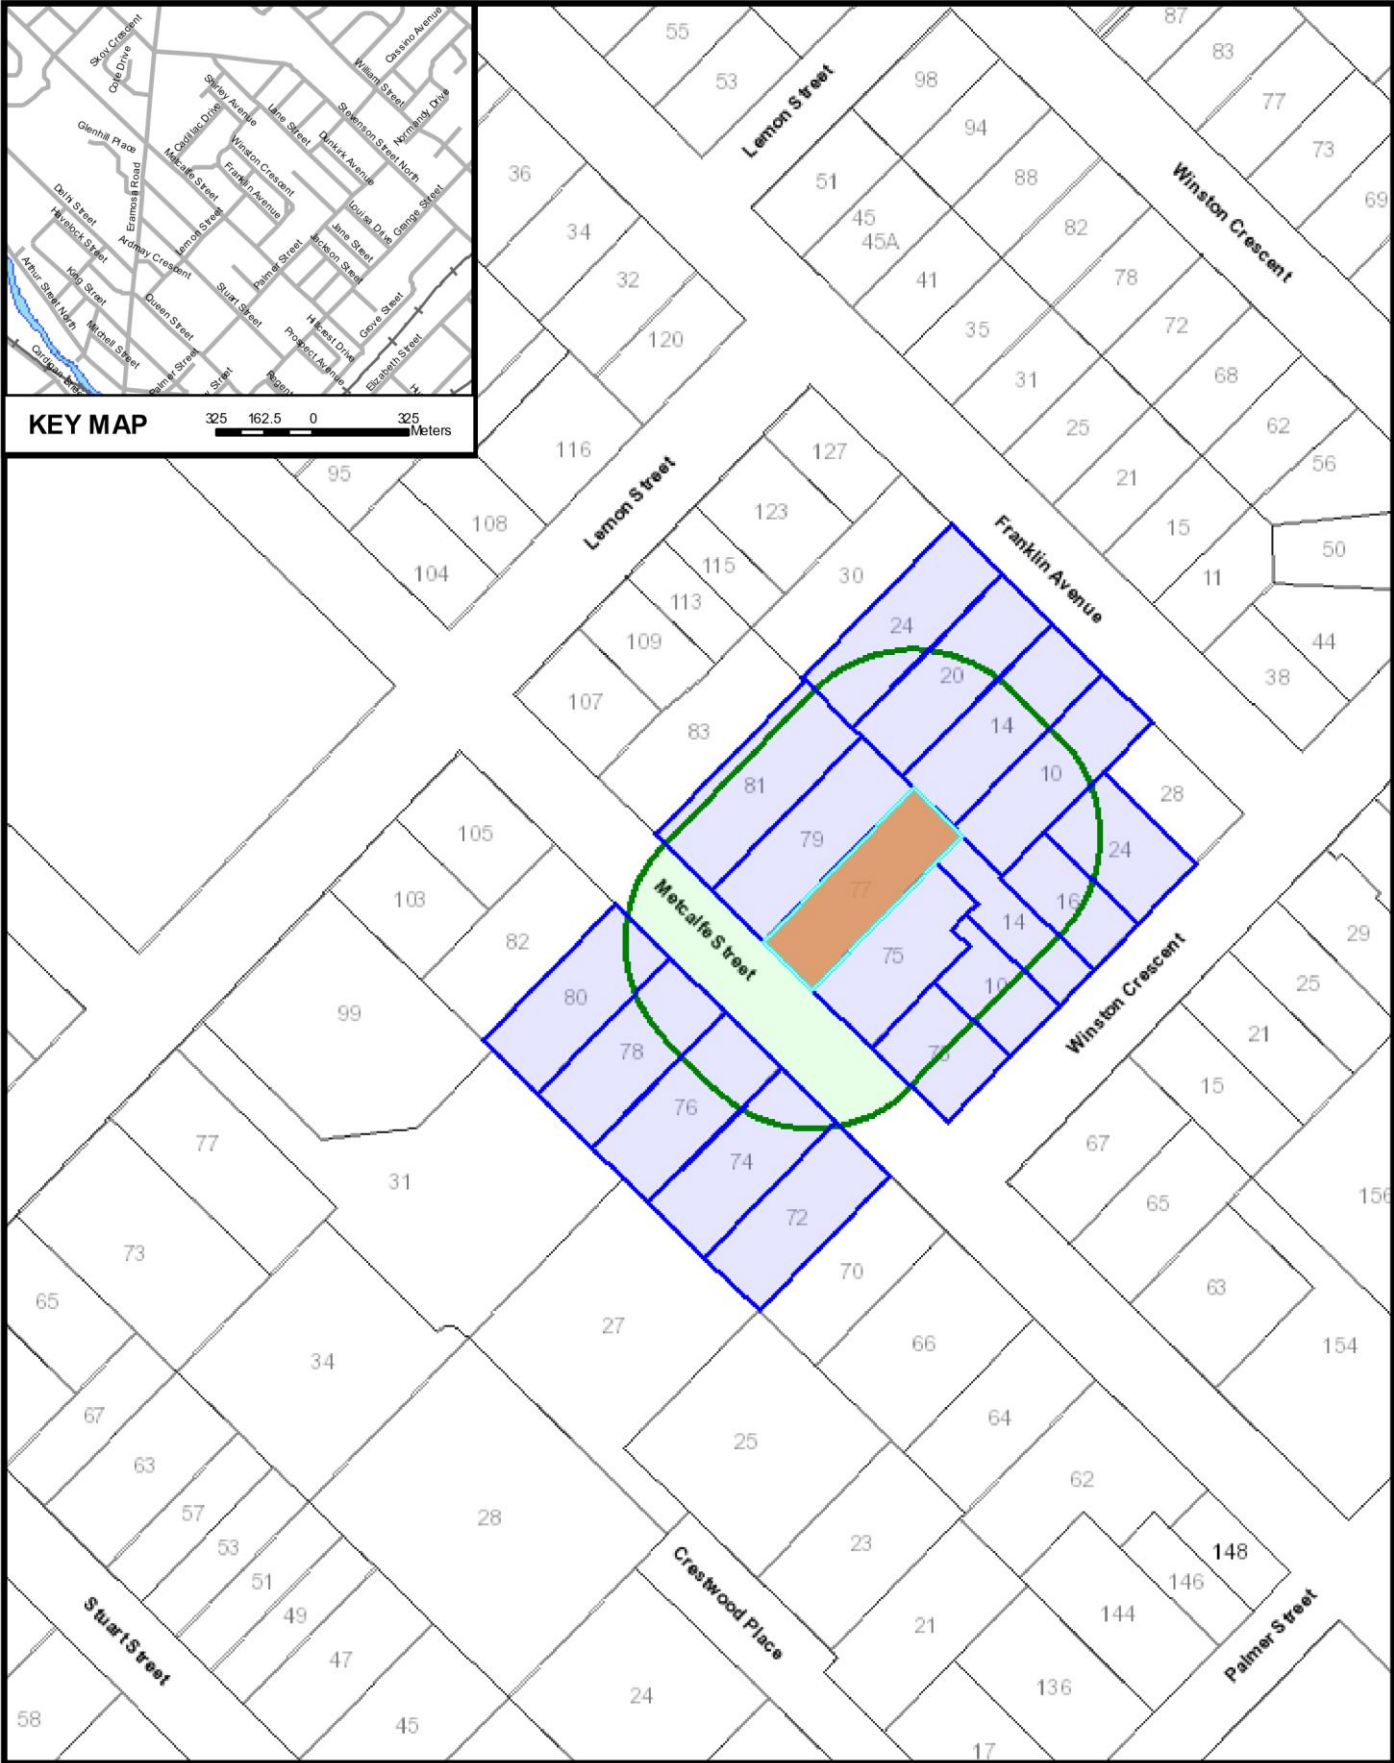 Skov Crescent
Cote Drive
Cassino Avenue
William Street
Shirley Avenue
Lane Street
Stevenson Street North
Normandy Drive
Cadillac Drive
Glenhill Place
Dunkirk Avenue
Winston Crescent
Metcalfe Street
Franklin Avenue
Eramosa Road
Delhi Street
Havelock Street
Lemon Street
Louisa Drive
Grange Street
Jane Street
Jackson Street
Palmer Street
Ardmay Crescent
King Street
Arthur Street North
Stuart Street
Queen Street
Mitchell Street
Hillcrest Drive
Grove Street
Prospect Avenue
Elizabeth Street
Palmer Street
Regent
KEY MAP
325 162.5 0 325
Meters
55
53
87
83
77
73
69
Lemon Street
98
94
88
82
78
72
68
62
56
50
44
38
Winston Crescent
51
45
45A
41
35
31
25
21
15
11
36
34
32
120
116
108
104
95
Lemon Street
127
123
115
113
109
107
30
83
Franklin Avenue
24
20
14
10
28
24
16
14
10
73
81
79
77
75
Metcalfe Street
Winston Crescent
105
103
82
99
80
78
76
74
72
70
66
64
62
29
25
21
15
67
65
63
156
154
77
73
65
31
34
27
25
28
23
21
67
63
57
53
51
49
47
45
58
24
Stuart Street
Crestwood Place
148
146
144
136
17
Palmer Street